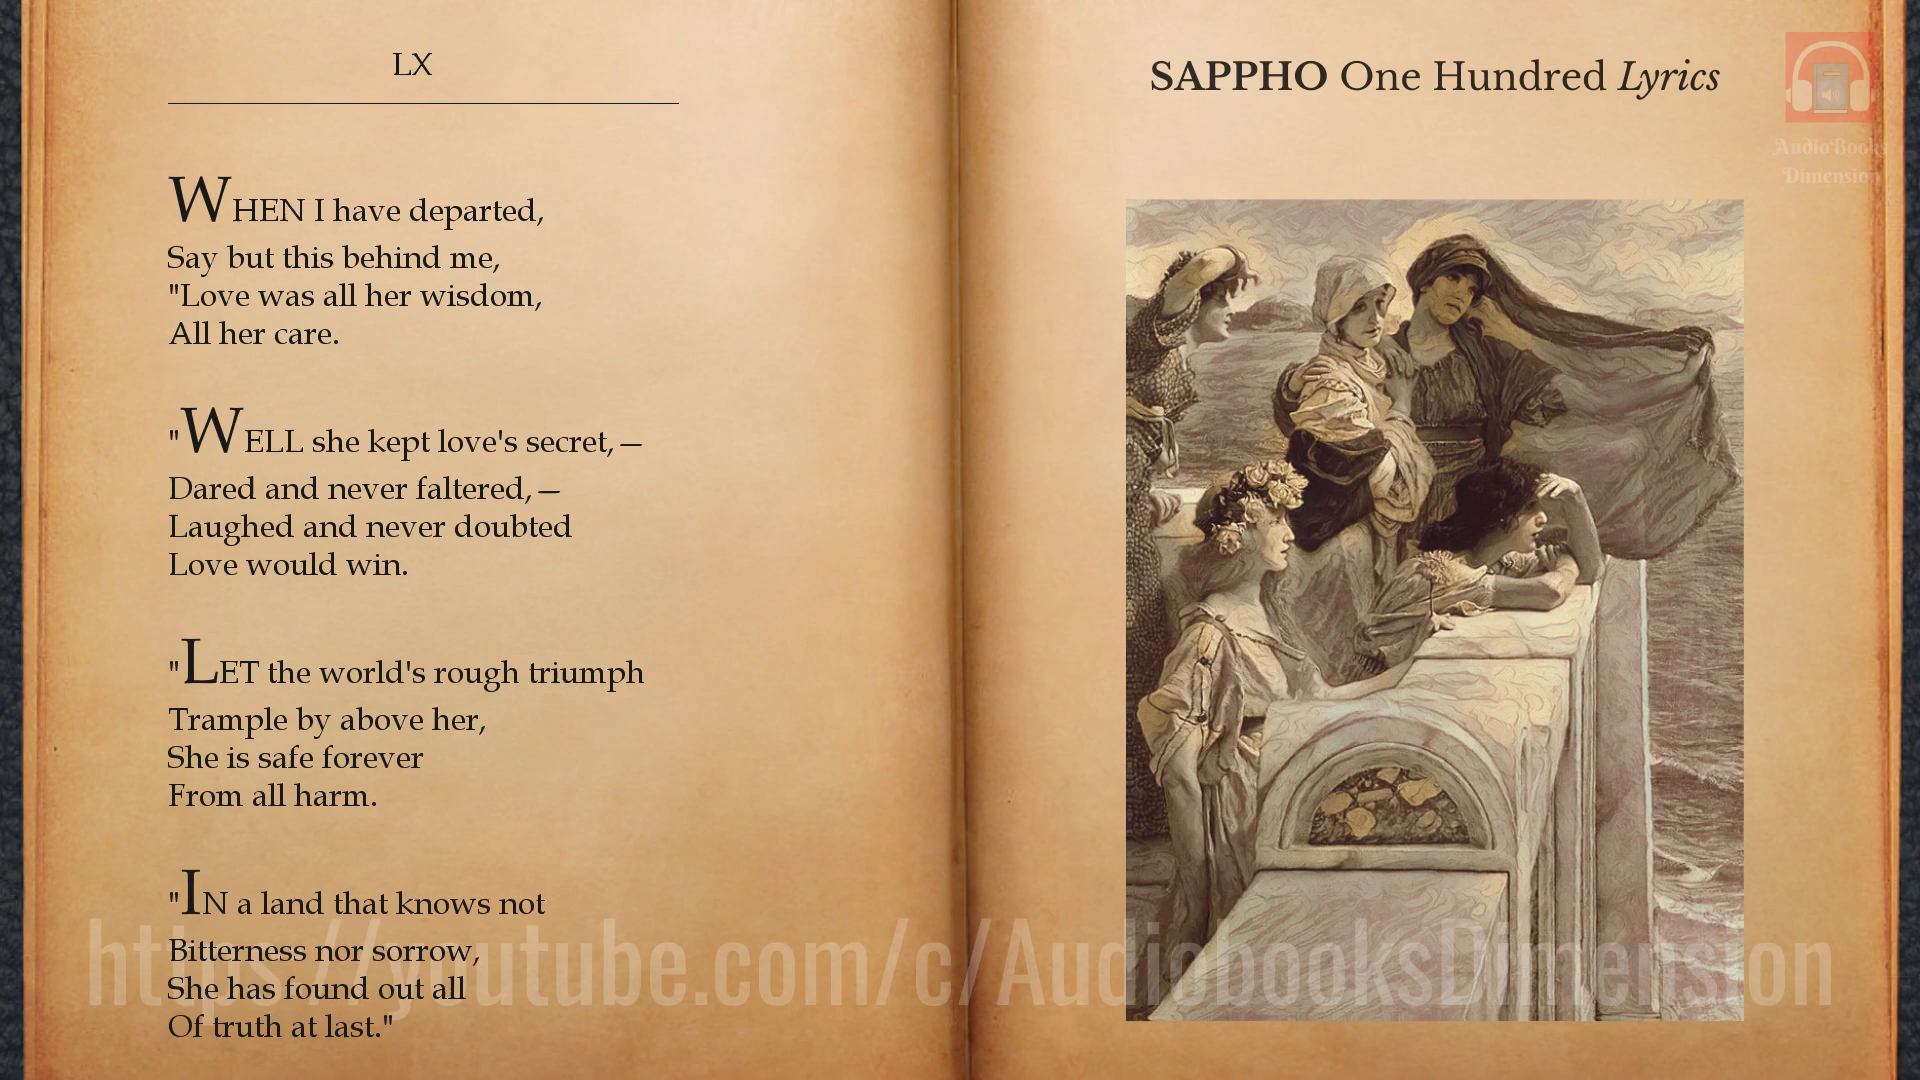 LX
WHEN I have departed,
Say but this behind me,
"Love was all her wisdom,
All her care.
"WELL she kept love's secret,—
Dared and never faltered,—
Laughed and never doubted
Love would win.
"LET the world's rough triumph
Trample by above her,
She is safe forever
From all harm.
"IN a land that knows not
Bitterness nor sorrow,
She has found out all
Of truth at last."
SAPPHO One Hundred Lyrics
AudioBooks
Dimension
https://youtube.com/c/AudiobooksDimension